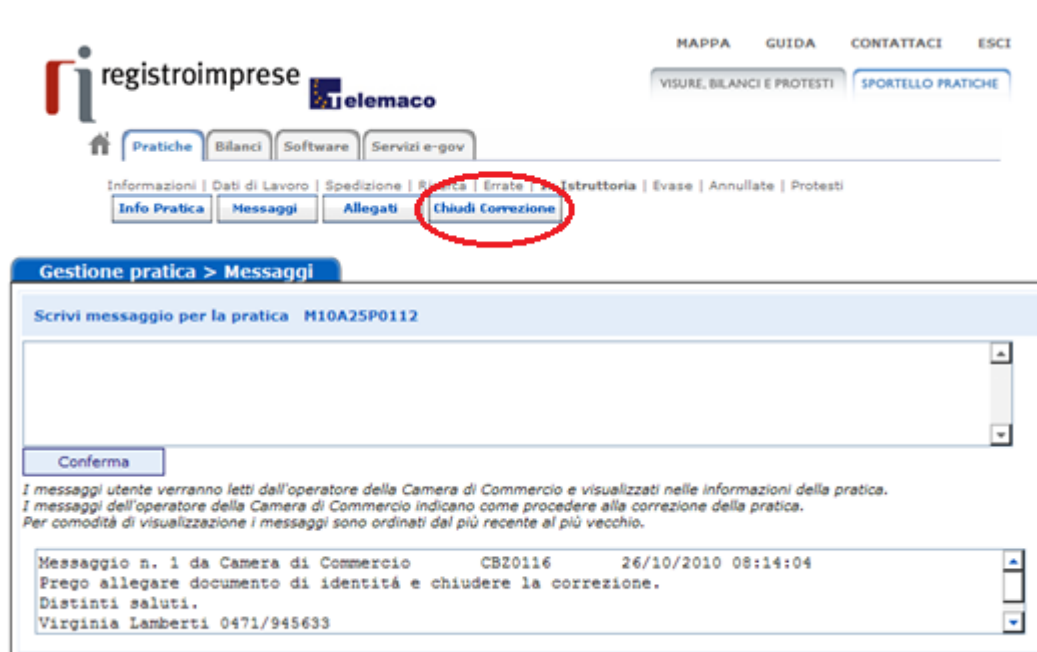 MAPPA GUIDA CONTATTACI ESCI
registroimprese
Telemaco
VISURE, BILANCI E PROTESTI SPORTELLO PRATICHE
Pratiche Bilanci Software Servizi e-gov
Informazioni | Dati di Lavoro | Spedizione | Ricerca | Errate | > Istruttoria | Evase | Annullate | Protesti
Info Pratica Messaggi Allegati Chiudi Correzione
Gestione pratica > Messaggi
Scrivi messaggio per la pratica M10A25P0112
Conferma
I messaggi utente verranno letti dall'operatore della Camera di Commercio e visualizzati nelle informazioni della pratica.
I messaggi dell'operatore della Camera di Commercio indicano come procedere alla correzione della pratica.
Per comodità di visualizzazione i messaggi sono ordinati dal più recente al più vecchio.
Messaggio n. 1 da Camera di Commercio CBZ0116 26/10/2010 08:14:04
Prego allegare documento di identitá e chiudere la correzione.
Distinti saluti.
Virginia Lamberti 0471/945633